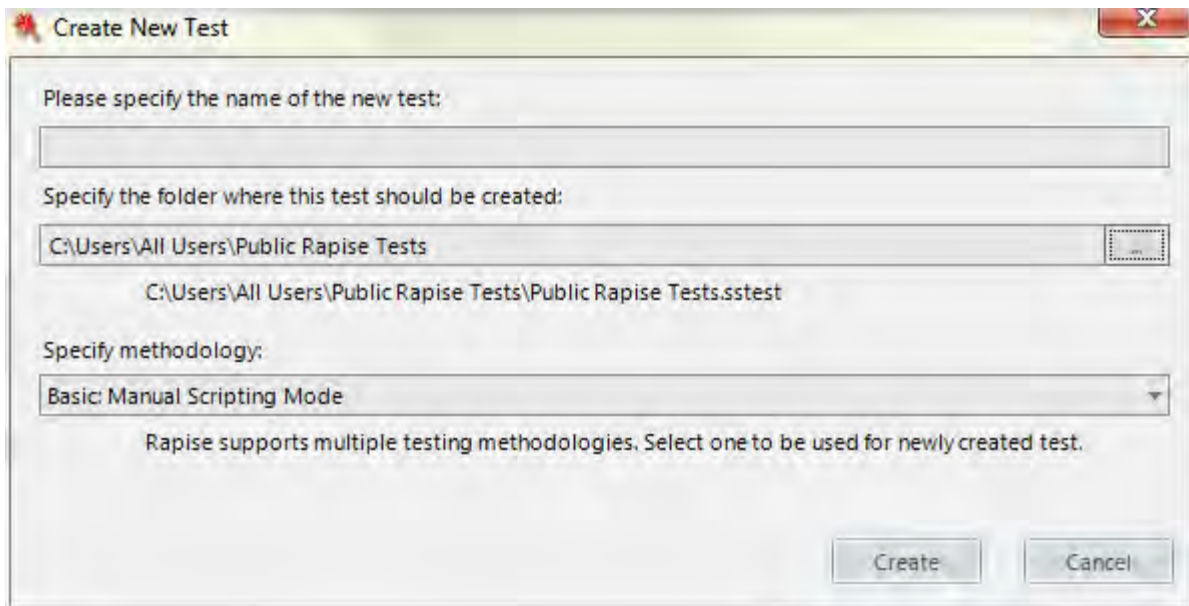 Create New Test
Please specify the name of the new test:
Specify the folder where this test should be created:
C:\Users\All Users\Public Rapise Tests
...
C:\Users\All Users\Public Rapise Tests\Public Rapise Tests.sstest
Specify methodology:
Basic: Manual Scripting Mode
Rapise supports multiple testing methodologies. Select one to be used for newly created test.
Create
Cancel